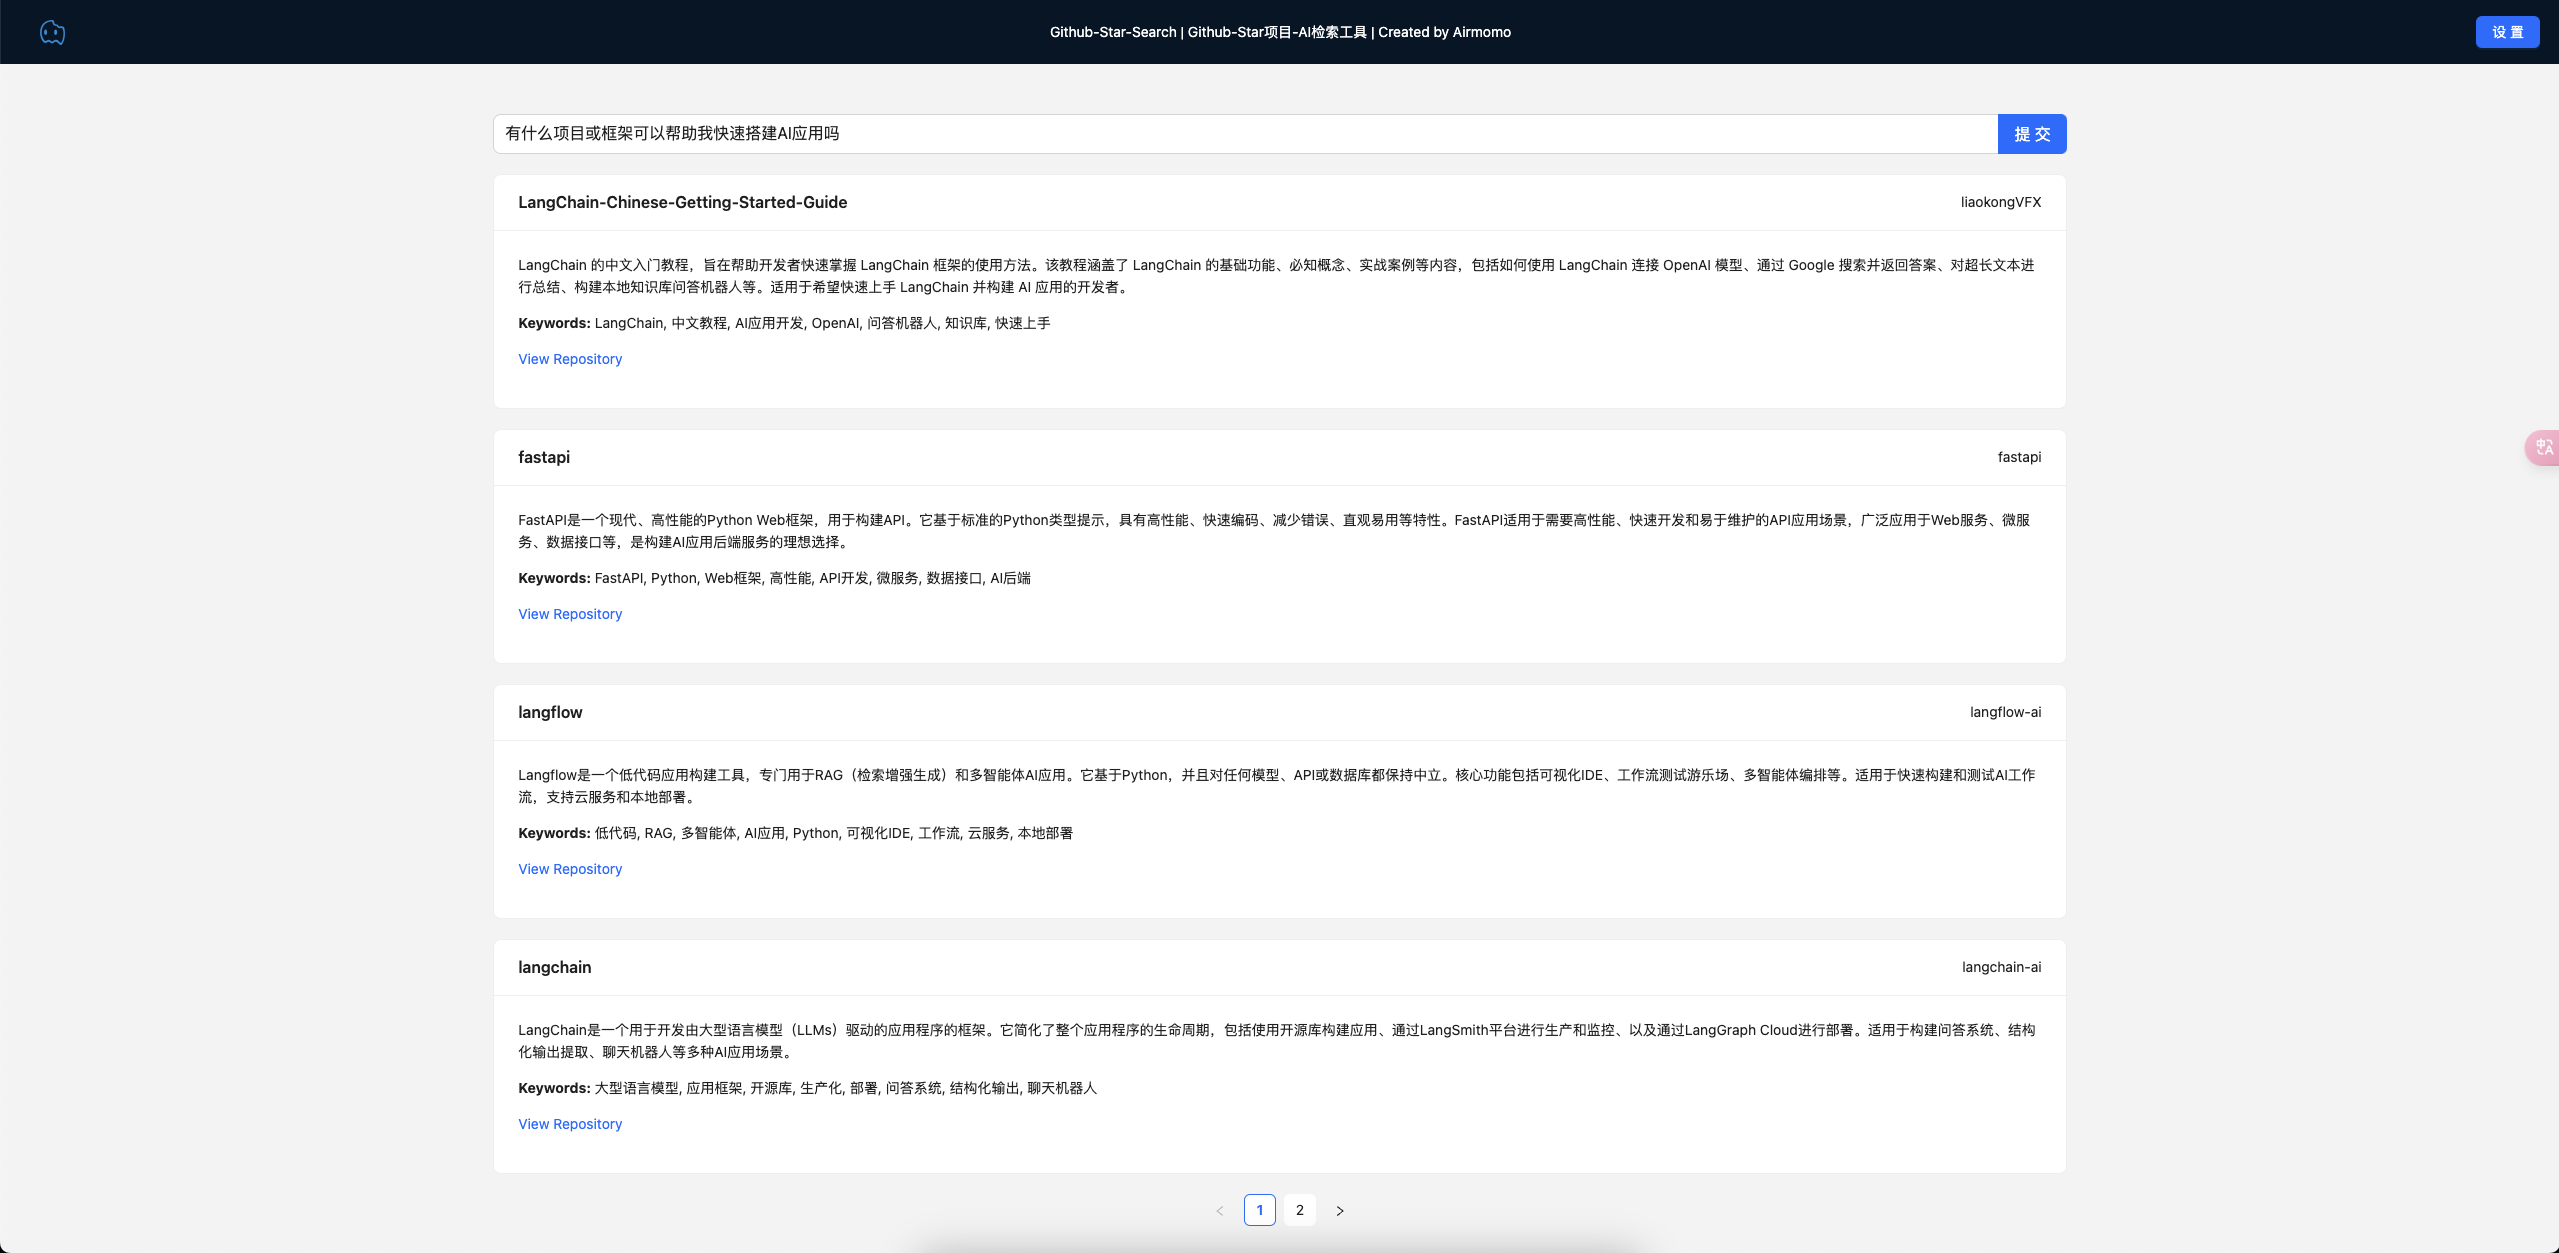 Github-Star-Search | Github-Star项目-AI检索工具 | Created by Airmomo
设 置
有什么项目或框架可以帮助我快速搭建AI应用吗
提 交
LangChain-Chinese-Getting-Started-Guide
liaokongVFX
LangChain 的中文入门教程，旨在帮助开发者快速掌握 LangChain 框架的使用方法。该教程涵盖了 LangChain 的基础功能、必知概念、实战案例等内容，包括如何使用 LangChain 连接 OpenAI 模型、通过 Google 搜索并返回答案、对超长文本进
行总结、构建本地知识库问答机器人等。适用于希望快速上手 LangChain 并构建 AI 应用的开发者。
Keywords: LangChain, 中文教程, AI应用开发, OpenAI, 问答机器人, 知识库, 快速上手
View Repository
fastapi
fastapi
FastAPI是一个现代、高性能的Python Web框架，用于构建API。它基于标准的Python类型提示，具有高性能、快速编码、减少错误、直观易用等特性。FastAPI适用于需要高性能、快速开发和易于维护的API应用场景，广泛应用于Web服务、微服
务、数据接口等，是构建AI应用后端服务的理想选择。
Keywords: FastAPI, Python, Web框架, 高性能, API开发, 微服务, 数据接口, AI后端
View Repository
langflow
langflow-ai
Langflow是一个低代码应用构建工具，专门用于RAG（检索增强生成）和多智能体AI应用。它基于Python，并且对任何模型、API或数据库都保持中立。核心功能包括可视化IDE、工作流测试游乐场、多智能体编排等。适用于快速构建和测试AI工作
流，支持云服务和本地部署。
Keywords: 低代码, RAG, 多智能体, AI应用, Python, 可视化IDE, 工作流, 云服务, 本地部署
View Repository
langchain
langchain-ai
LangChain是一个用于开发由大型语言模型（LLMs）驱动的应用程序的框架。它简化了整个应用程序的生命周期，包括使用开源库构建应用、通过LangSmith平台进行生产和监控、以及通过LangGraph Cloud进行部署。适用于构建问答系统、结构
化输出提取、聊天机器人等多种AI应用场景。
Keywords: 大型语言模型, 应用框架, 开源库, 生产化, 部署, 问答系统, 结构化输出, 聊天机器人
View Repository
1
2